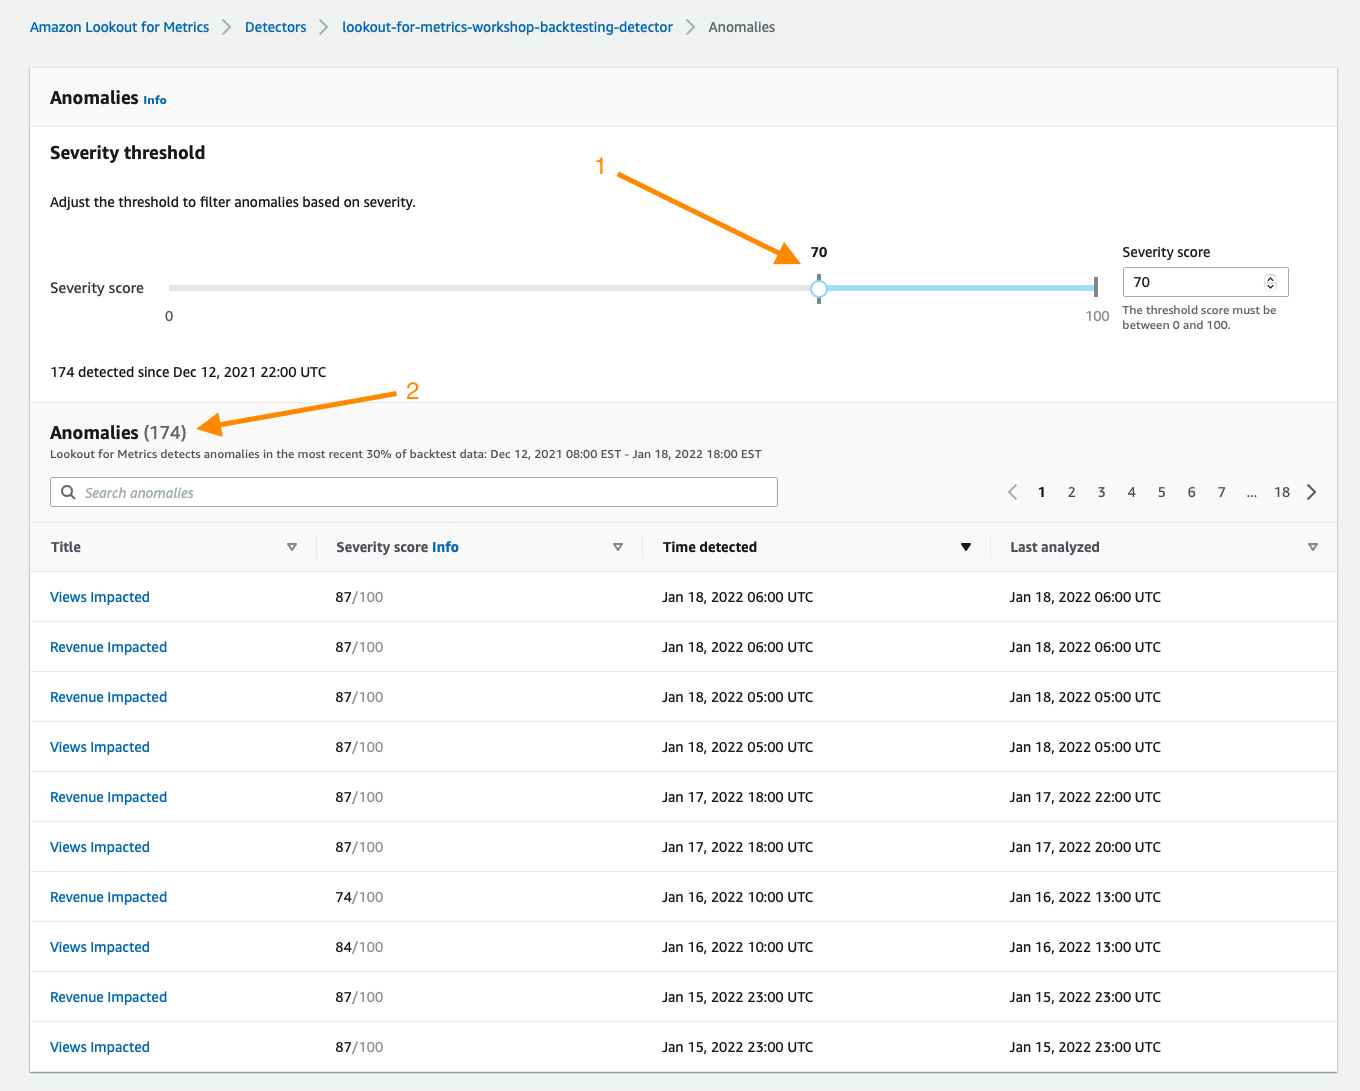 Amazon Lookout for Metrics > Detectors > lookout-for-metrics-workshop-backtesting-detector > Anomalies
Anomalies Info
Severity threshold
1
Adjust the threshold to filter anomalies based on severity.
70
Severity score
Severity score
70
0
100
The threshold score must be
between 0 and 100.
174 detected since Dec 12, 2021 22:00 UTC
2
Anomalies (174)
Lookout for Metrics detects anomalies in the most recent 30% of backtest data: Dec 12, 2021 08:00 EST - Jan 18, 2022 18:00 EST
Search anomalies
1 2 3 4 5 6 7 ... 18
Title Severity score Info Time detected Last analyzed
Views Impacted 87/100 Jan 18, 2022 06:00 UTC Jan 18, 2022 06:00 UTC
Revenue Impacted 87/100 Jan 18, 2022 06:00 UTC Jan 18, 2022 06:00 UTC
Revenue Impacted 87/100 Jan 18, 2022 05:00 UTC Jan 18, 2022 05:00 UTC
Views Impacted 87/100 Jan 18, 2022 05:00 UTC Jan 18, 2022 05:00 UTC
Revenue Impacted 87/100 Jan 17, 2022 18:00 UTC Jan 17, 2022 22:00 UTC
Views Impacted 87/100 Jan 17, 2022 18:00 UTC Jan 17, 2022 20:00 UTC
Revenue Impacted 74/100 Jan 16, 2022 10:00 UTC Jan 16, 2022 13:00 UTC
Views Impacted 84/100 Jan 16, 2022 10:00 UTC Jan 16, 2022 13:00 UTC
Revenue Impacted 87/100 Jan 15, 2022 23:00 UTC Jan 15, 2022 23:00 UTC
Views Impacted 87/100 Jan 15, 2022 23:00 UTC Jan 15, 2022 23:00 UTC